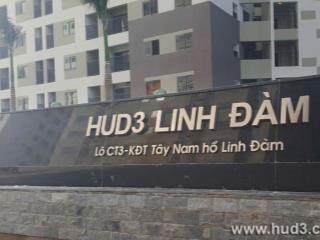 HUD3 LINH ĐÀM
Lô CT3-KĐT Tây Nam hồ Linh Đàm
www.hud3.c